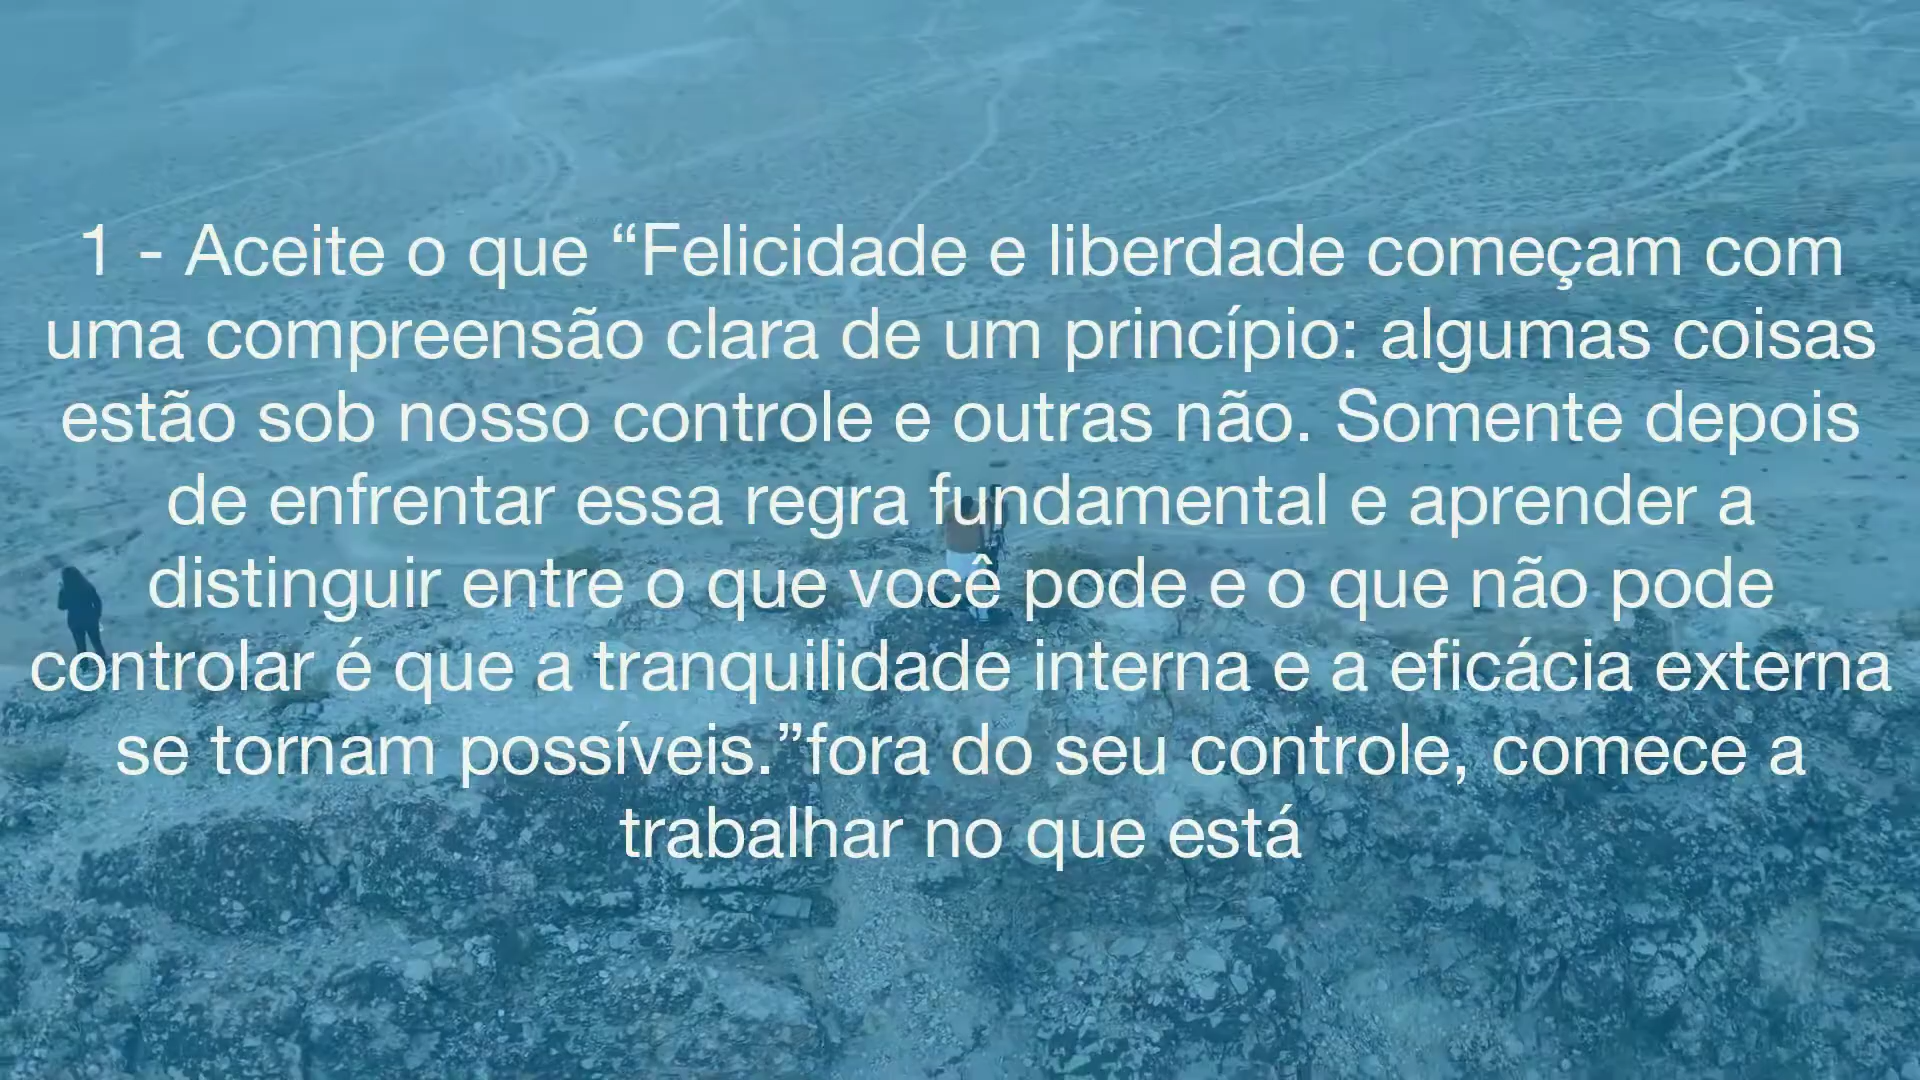 1 - Aceite o que “Felicidade e liberdade começam com
uma compreensão clara de um princípio: algumas coisas
estão sob nosso controle e outras não. Somente depois
de enfrentar essa regra fundamental e aprender a
distinguir entre o que você pode e o que não pode
controlar é que a tranquilidade interna e a eficácia externa
se tornam possíveis.”fora do seu controle, comece a
trabalhar no que está